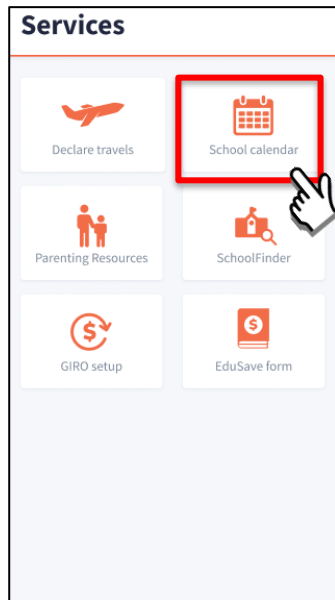 Services
Declare travels
School calendar
Parenting Resources
SchoolFinder
$
$
GIRO setup
EduSave form